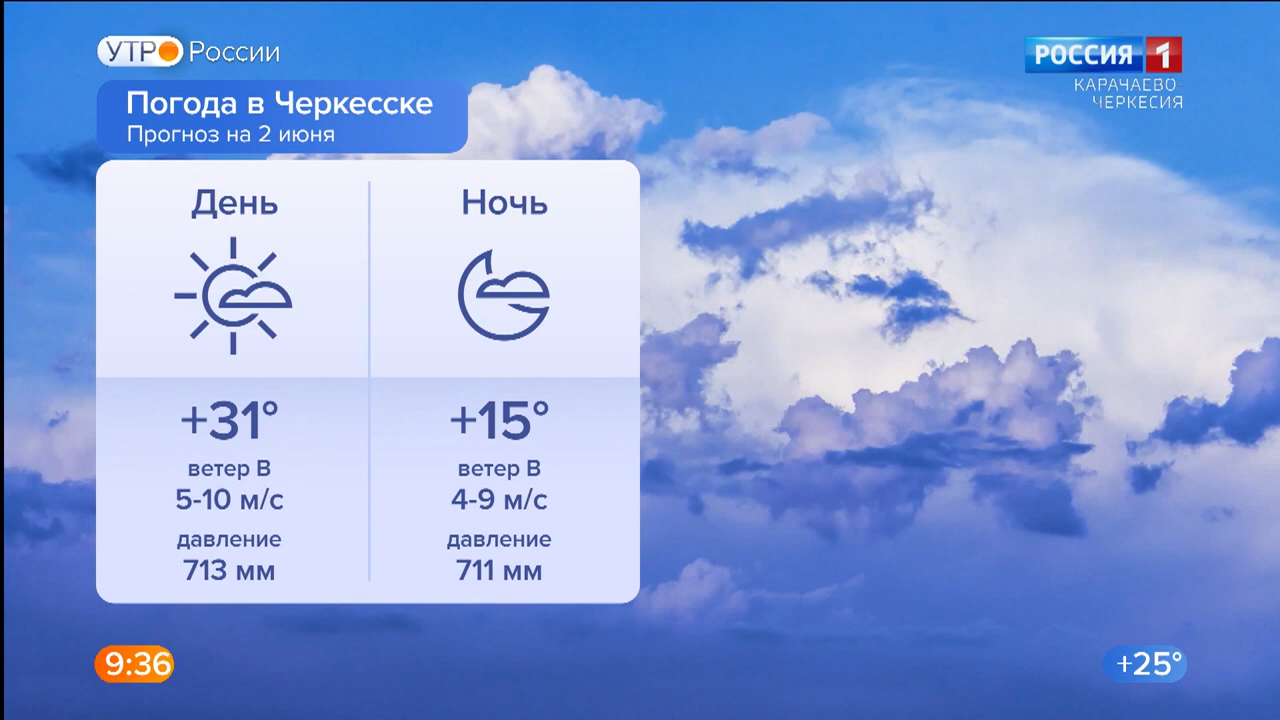 УТРО России
РОССИЯ 1
КАРАЧАЕВО-
ЧЕРКЕСИЯ
Погода в Черкесске
Прогноз на 2 июня
День
Ночь
+31°
+15°
ветер В
ветер В
5-10 м/с
4-9 м/с
давление
давление
713 мм
711 мм
9:36
+25°